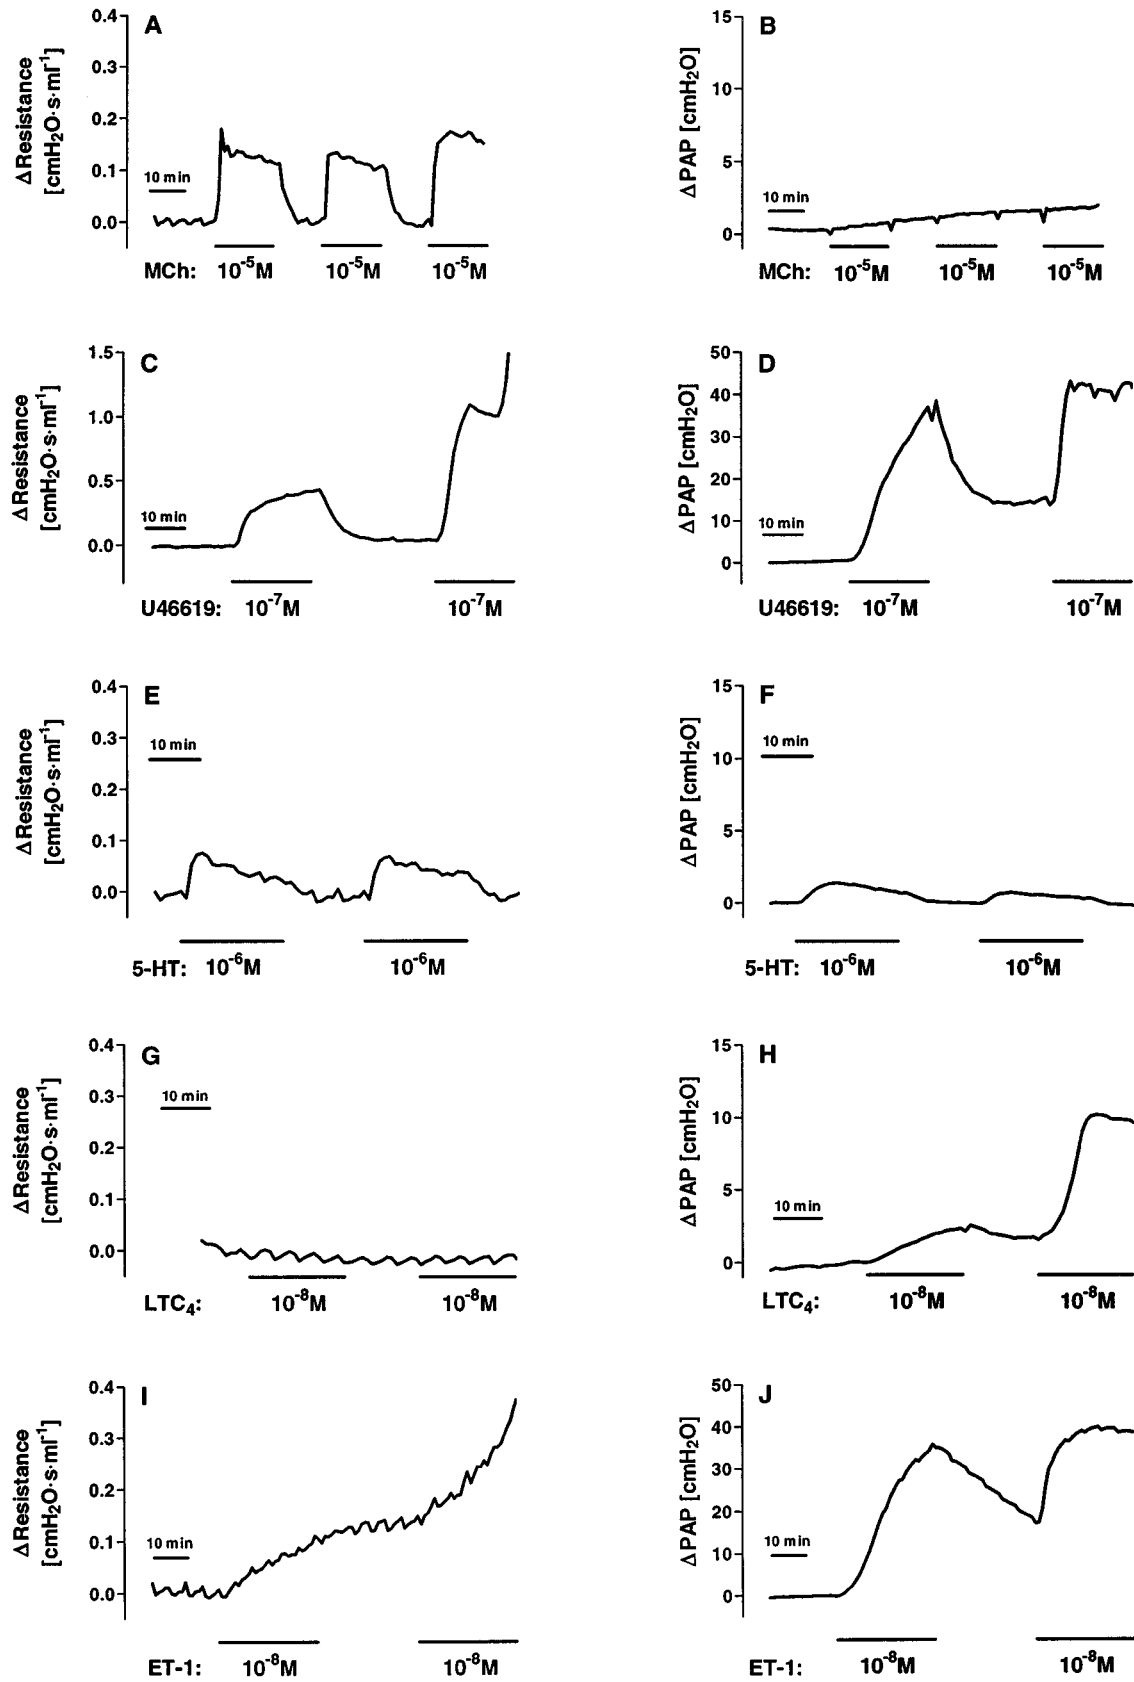 A
ΔResistance
[cmH₂O·s·ml⁻¹]
0.4
0.3
0.2
0.1
0.0
10 min
MCh: 10⁻⁵M 10⁻⁵M 10⁻⁵M
B
ΔPAP [cmH₂O]
15
10
5
0
10 min
MCh: 10⁻⁵M 10⁻⁵M 10⁻⁵M
C
ΔResistance
[cmH₂O·s·ml⁻¹]
1.5
1.0
0.5
0.0
10 min
U46619: 10⁻⁷M 10⁻⁷M
D
ΔPAP [cmH₂O]
50
40
30
20
10
0
10 min
U46619: 10⁻⁷M 10⁻⁷M
E
ΔResistance
[cmH₂O·s·ml⁻¹]
0.4
0.3
0.2
0.1
0.0
10 min
5-HT: 10⁻⁶M 10⁻⁶M
F
ΔPAP [cmH₂O]
15
10
5
0
10 min
5-HT: 10⁻⁶M 10⁻⁶M
G
ΔResistance
[cmH₂O·s·ml⁻¹]
0.4
0.3
0.2
0.1
0.0
10 min
LTC₄: 10⁻⁸M 10⁻⁸M
H
ΔPAP [cmH₂O]
15
10
5
0
10 min
LTC₄: 10⁻⁸M 10⁻⁸M
I
ΔResistance
[cmH₂O·s·ml⁻¹]
0.4
0.3
0.2
0.1
0.0
10 min
ET-1: 10⁻⁸M 10⁻⁸M
J
ΔPAP [cmH₂O]
50
40
30
20
10
0
10 min
ET-1: 10⁻⁸M 10⁻⁸M